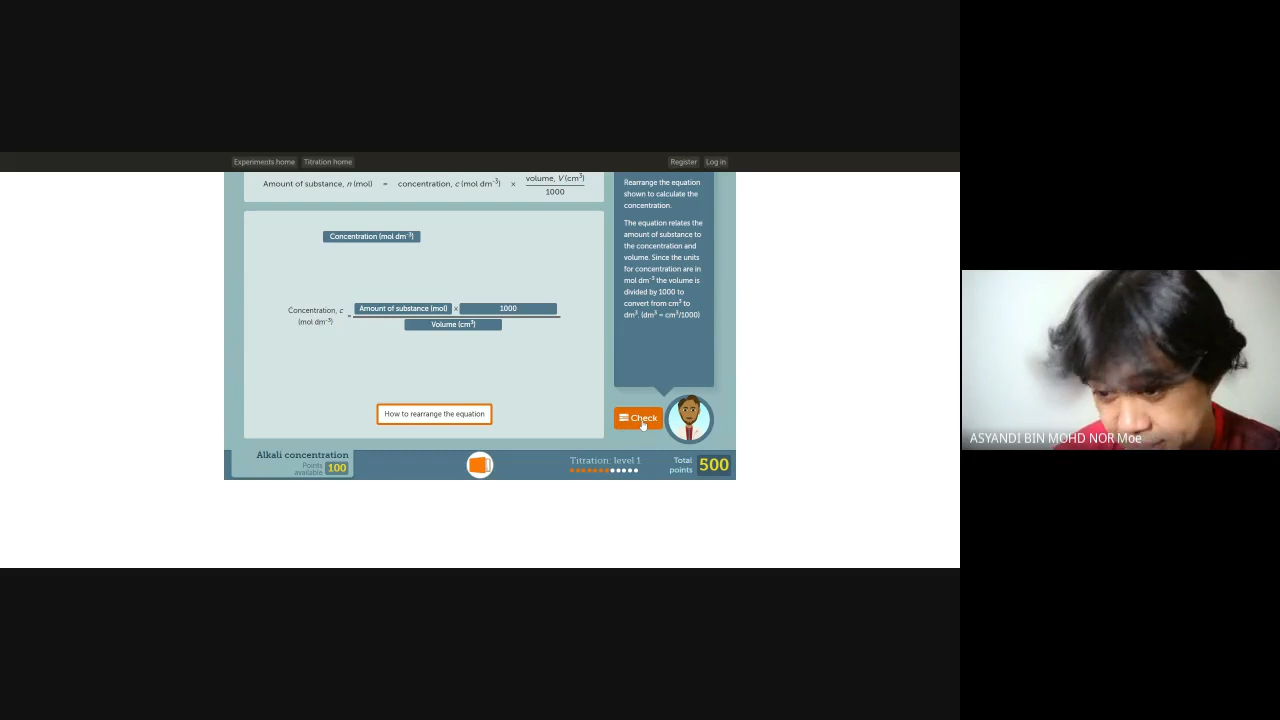 Experiments home Titration home Register Log in
Amount of substance, n (mol) = concentration, c (mol dm⁻³) × volume, V (cm³)
1000
Concentration (mol dm⁻³)
Concentration, c
(mol dm⁻³)
= Amount of substance (mol) × 1000
Volume (cm³)
How to rearrange the equation
Rearrange the equation
shown to calculate the
concentration.
The equation relates the
amount of substance to
the concentration and
volume. Since the units
for concentration are in
mol dm⁻³ the volume is
divided by 1000 to
convert from cm³ to
dm³. (dm³ = cm³/1000)
Check
Alkali concentration
Points
available 100
Titration: level 1
Total
points 500
ASYANDI BIN MOHD NOR Moe